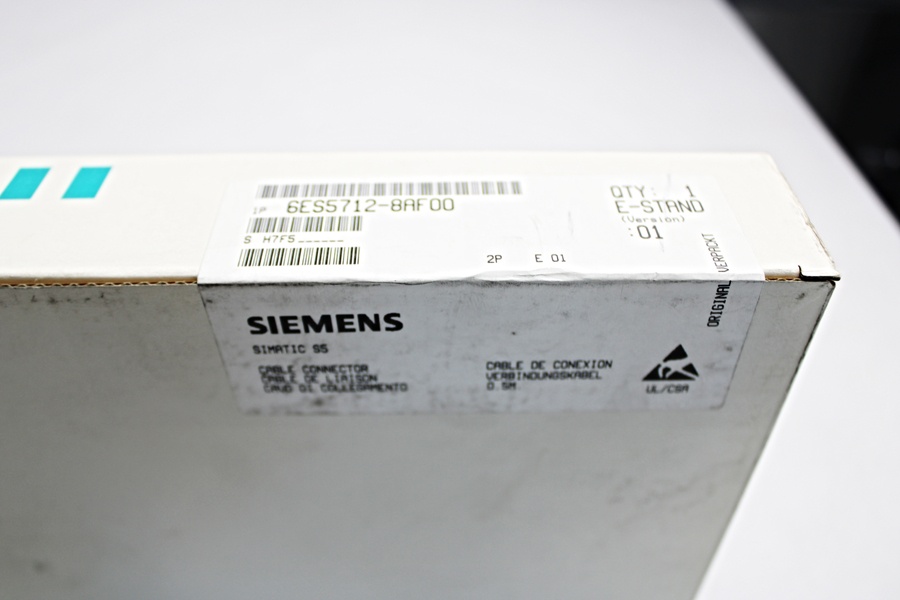 1P 6ES5712-8AF00
S H7F5______
2P E 01
QTY: 1
E-STAND
(Version)
:01
ORIGINAL VERPACKT
SIEMENS
SIMATIC S5
CABLE CONNECTOR
CABLE DE LIAISON
CAVO DI COLLEGAMENTO
CABLE DE CONEXION
VERBINDUNGSKABEL
0.5M
UL/CSA